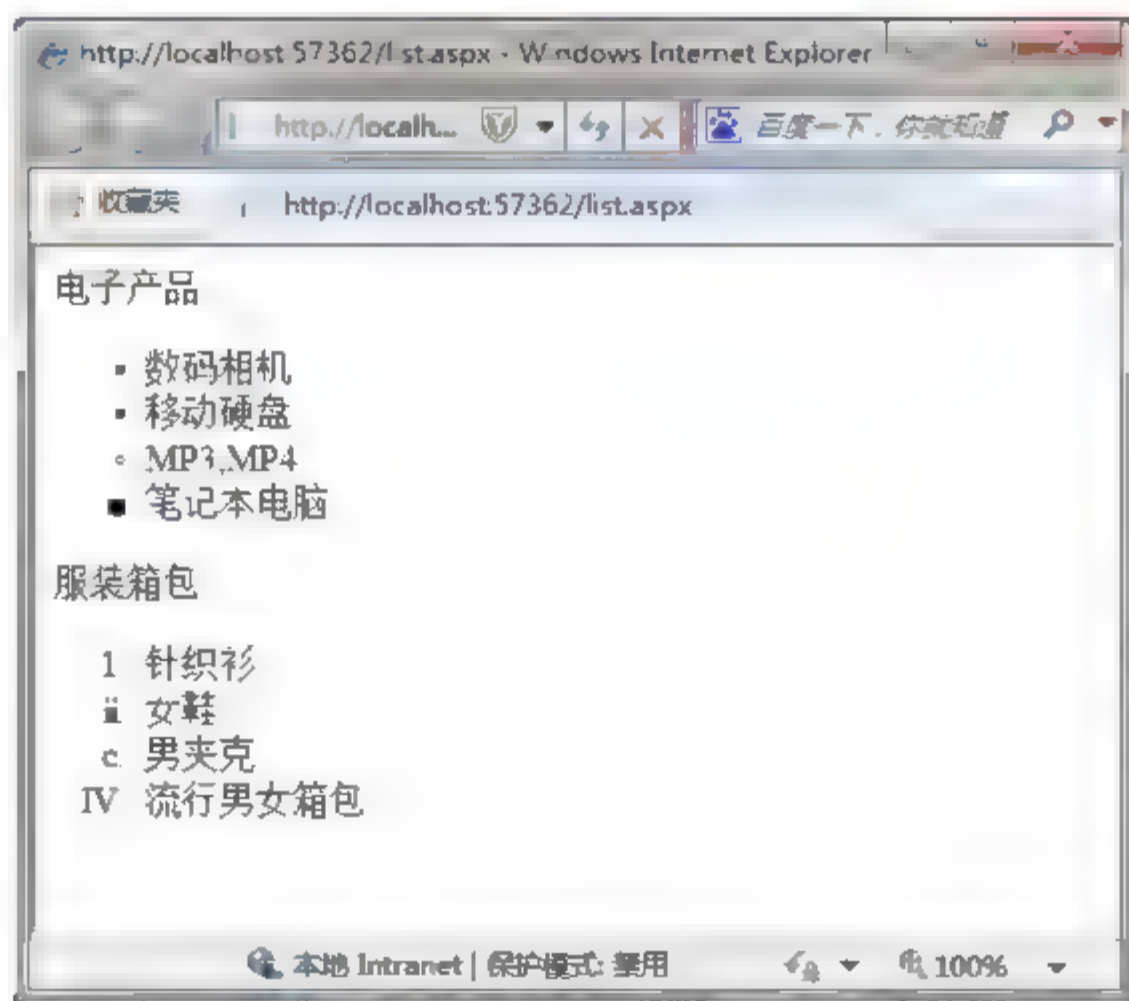 http://localhost:57362/list.aspx - Windows Internet Explorer
http://localh... 百度一下,你就知道
收藏夹 http://localhost:57362/list.aspx
电子产品
▪ 数码相机
▪ 移动硬盘
◦ MP3,MP4
■ 笔记本电脑
服装箱包
1 针织衫
ii 女鞋
c. 男夹克
IV 流行男女箱包
本地 Intranet | 保护模式: 禁用 100%